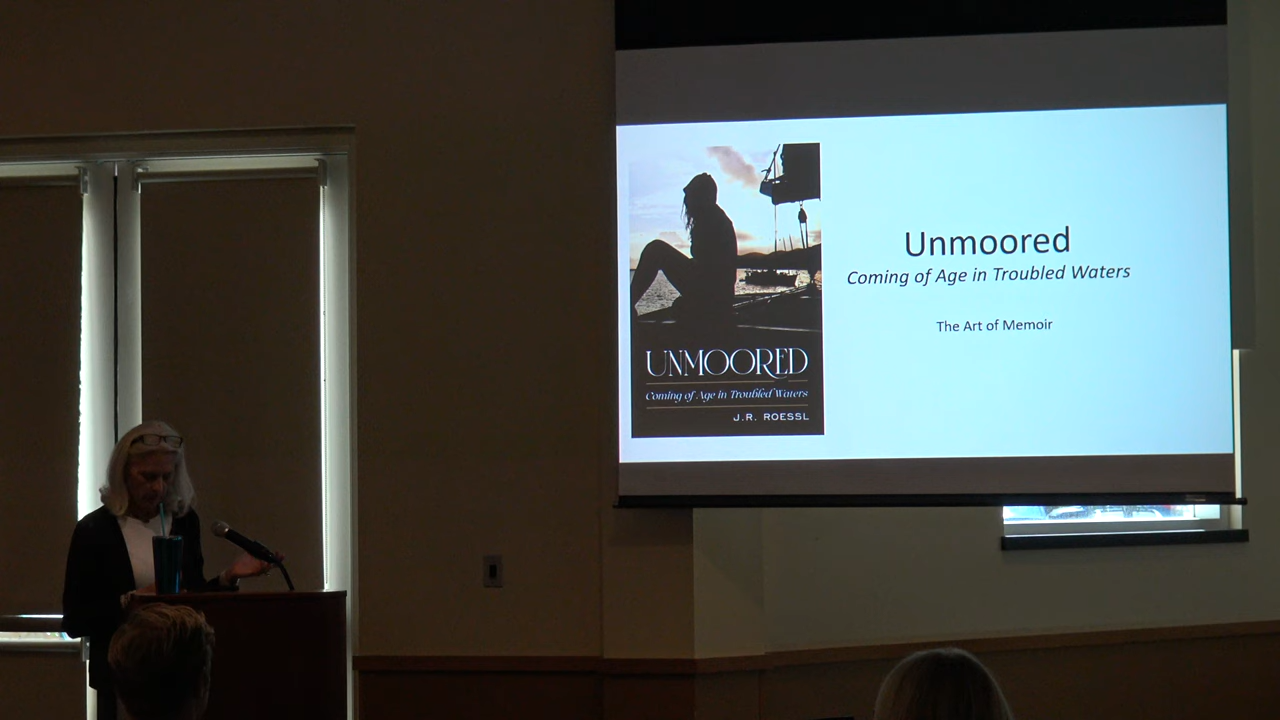 Unmoored
Coming of Age in Troubled Waters
The Art of Memoir
UNMOORED
Coming of Age in Troubled Waters
J.R. ROESSL